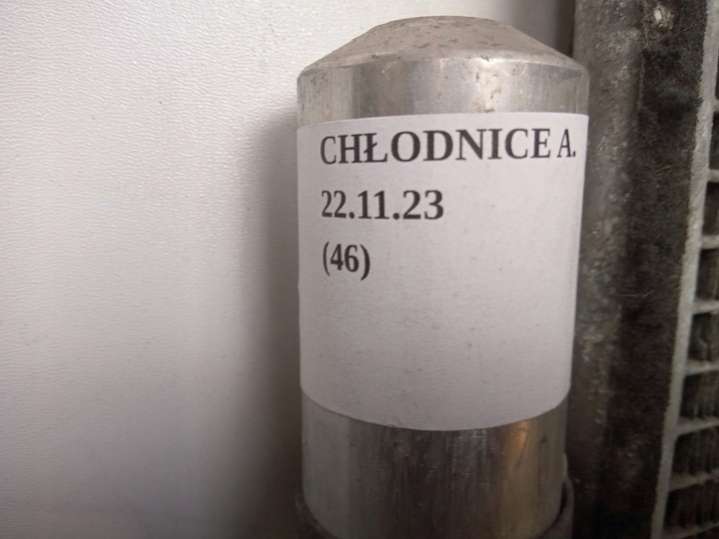 CHŁODNICE A.
22.11.23
(46)